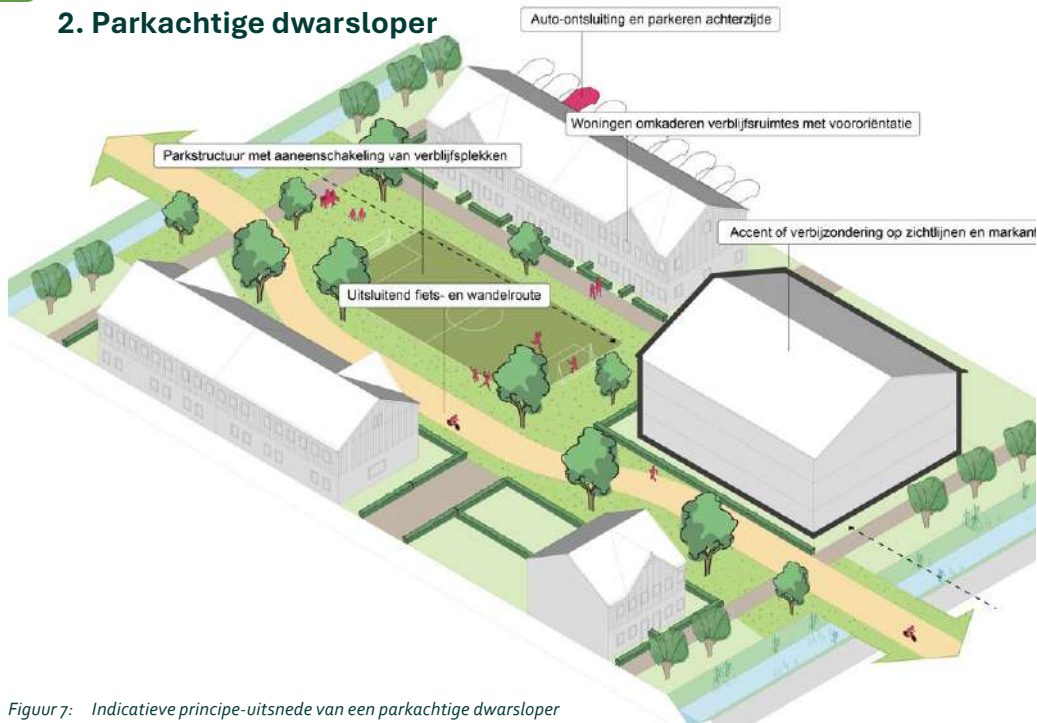 2. Parkachtige dwarsloper
Auto-ontsluiting en parkeren achterzijde
Woningen omkaderen verblijfsruimtes met voororiëntatie
Parkstructuur met aaneenschakeling van verblijfsplekken
Accent of verbijzondering op zichtlijnen en markant
Uitsluitend fiets- en wandelroute
Figuur 7: Indicatieve principe-uitsnede van een parkachtige dwarsloper